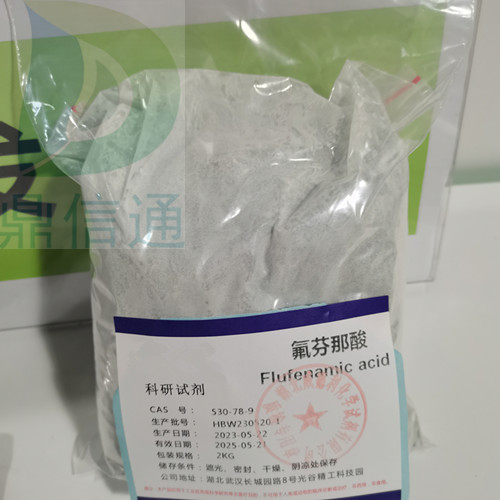 鼎信通
氟芬那酸
Flufenamic acid
科研试剂
CAS 号: 530-78-9
生产批号: HBW230520-1
生产日期: 2023-05-22
有效日期: 2025-05-21
包装规格: 2KG
储存条件: 遮光、密封、干燥、阴凉处保存
公司地址: 湖北武汉长城园路8号光谷精工科技园